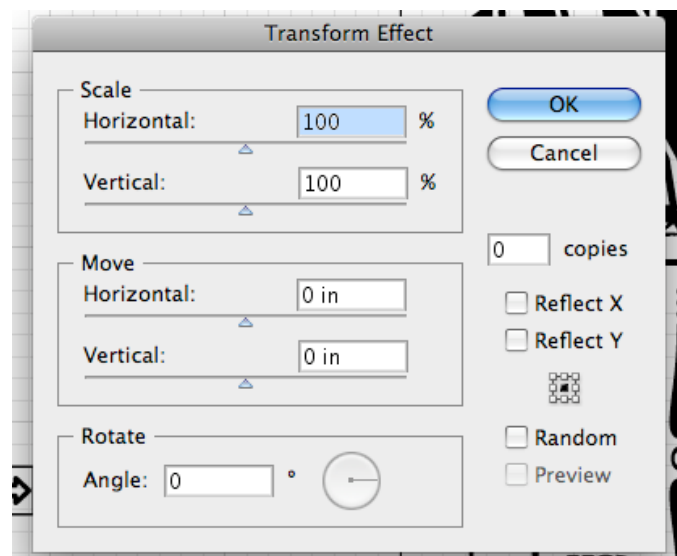 Transform Effect
Scale
Horizontal: 100 %
Vertical: 100 %
Move
Horizontal: 0 in
Vertical: 0 in
Rotate
Angle: 0 °
OK
Cancel
0 copies
Reflect X
Reflect Y
Random
Preview